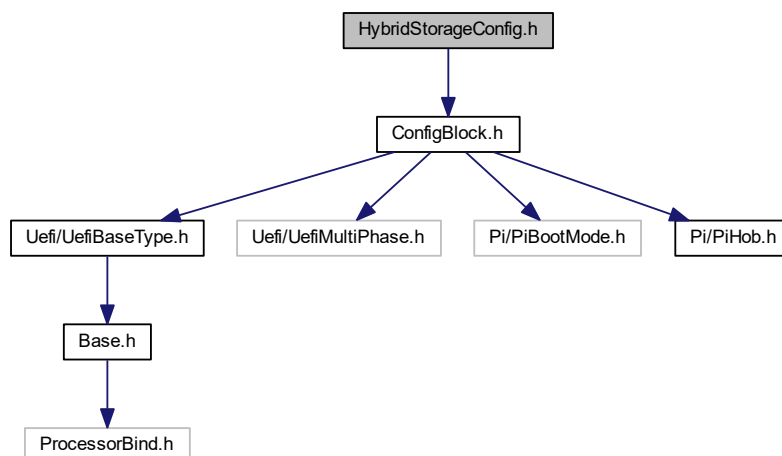 HybridStorageConfig.h
ConfigBlock.h
Uefi/UefiBaseType.h
Uefi/UefiMultiPhase.h
Pi/PiBootMode.h
Pi/PiHob.h
Base.h
ProcessorBind.h